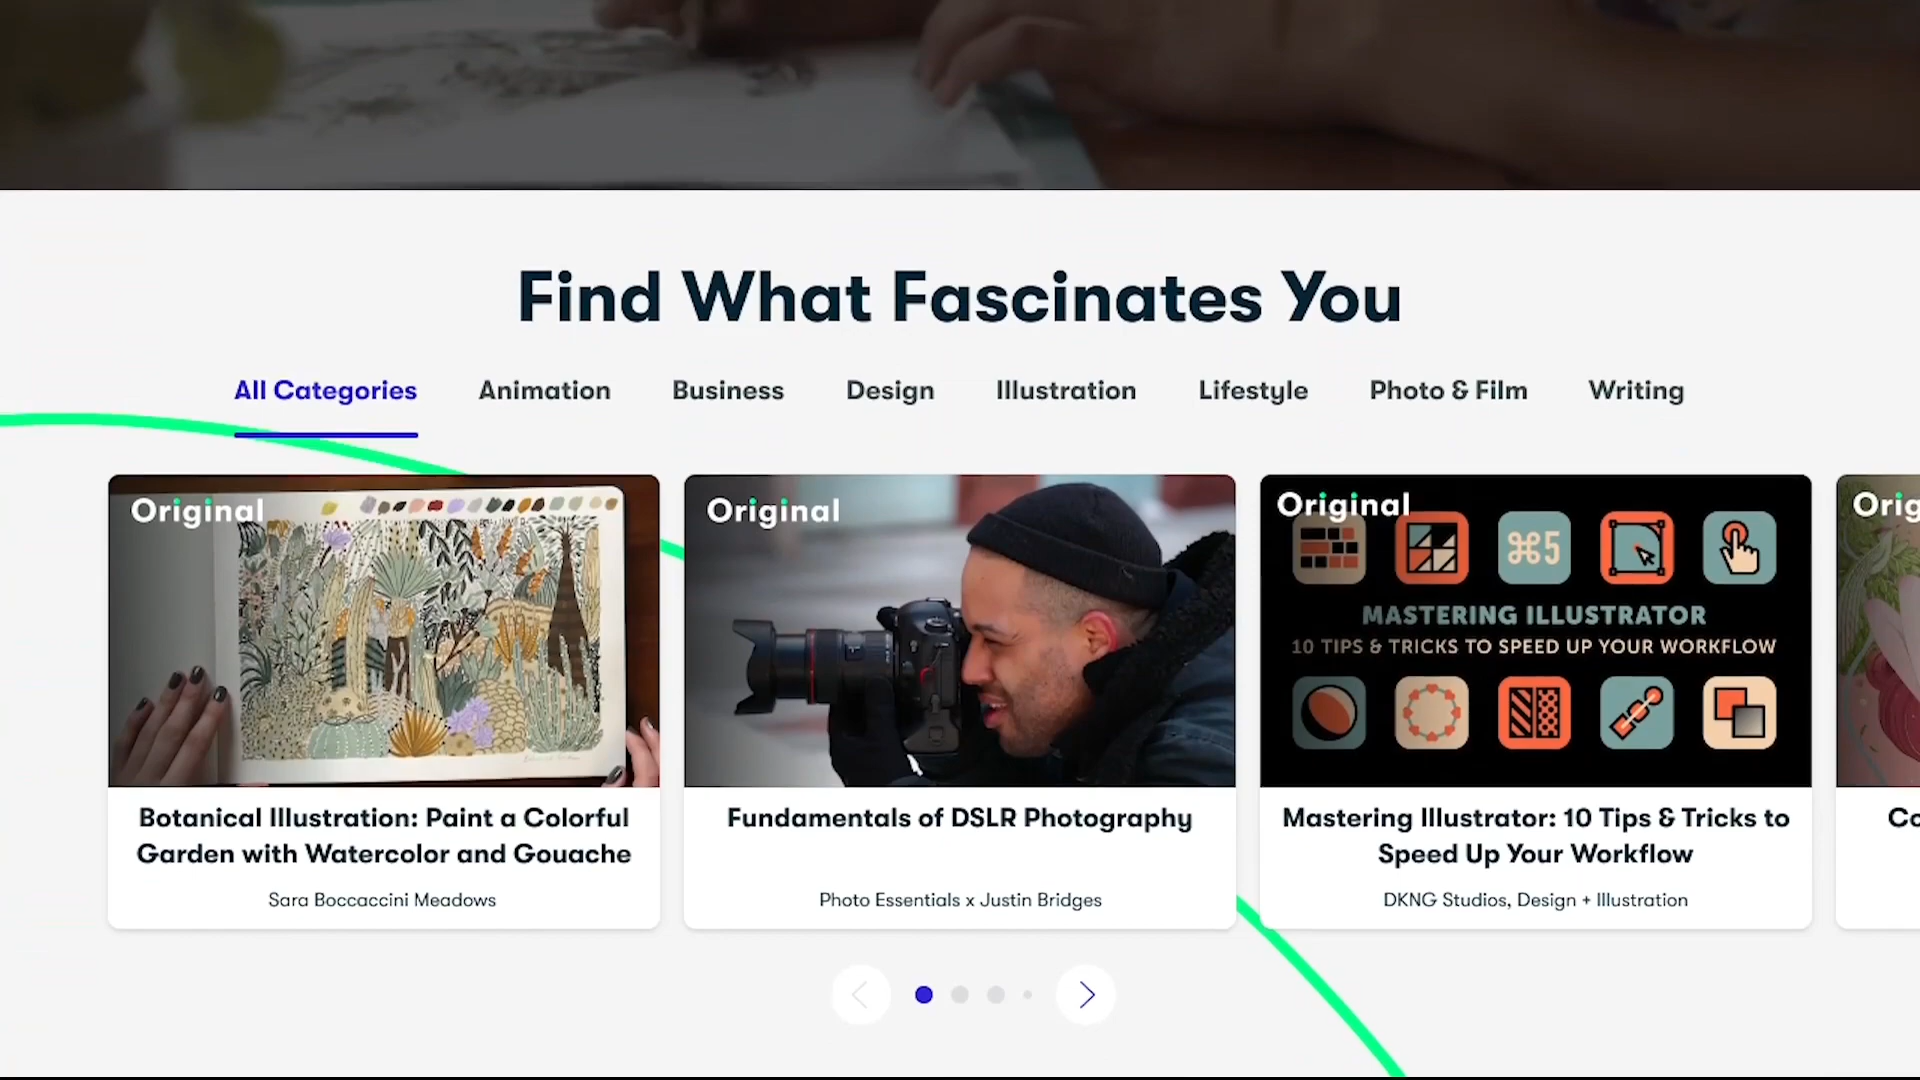 Find What Fascinates You
All Categories Animation Business Design Illustration Lifestyle Photo & Film Writing
Original
Botanical Illustration: Paint a Colorful
Garden with Watercolor and Gouache
Sara Boccaccini Meadows
Original
Fundamentals of DSLR Photography
Photo Essentials x Justin Bridges
Original
⌘5
MASTERING ILLUSTRATOR
10 TIPS & TRICKS TO SPEED UP YOUR WORKFLOW
Mastering Illustrator: 10 Tips & Tricks to
Speed Up Your Workflow
DKNG Studios, Design + Illustration
Orig
Co